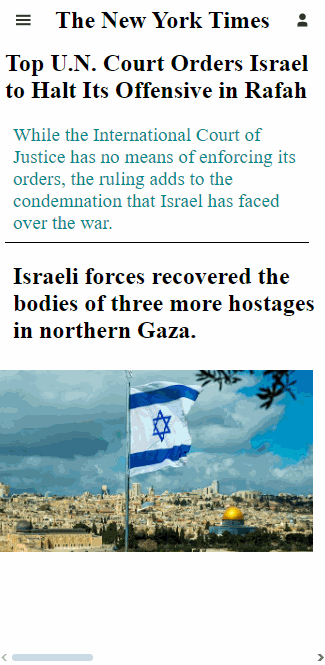 The New York Times
Top U.N. Court Orders Israel
to Halt Its Offensive in Rafah
While the International Court of
Justice has no means of enforcing its
orders, the ruling adds to the
condemnation that Israel has faced
over the war.
Israeli forces recovered the
bodies of three more hostages
in northern Gaza.